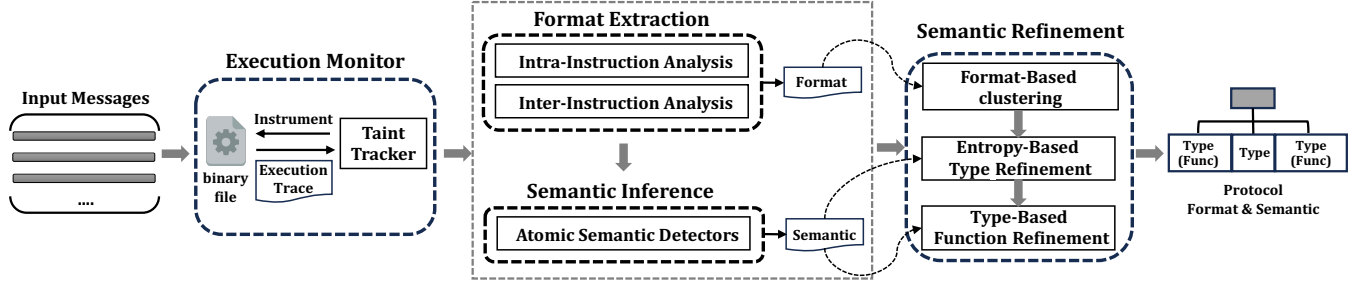 Input Messages
....
Execution Monitor
binary
file
Instrument
Execution
Trace
Taint
Tracker
Format Extraction
Intra-Instruction Analysis
Inter-Instruction Analysis
Format
Semantic Inference
Atomic Semantic Detectors
Semantic
Semantic Refinement
Format-Based
clustering
Entropy-Based
Type Refinement
Type-Based
Function Refinement
Type
(Func)
Type
Type
(Func)
Protocol
Format & Semantic